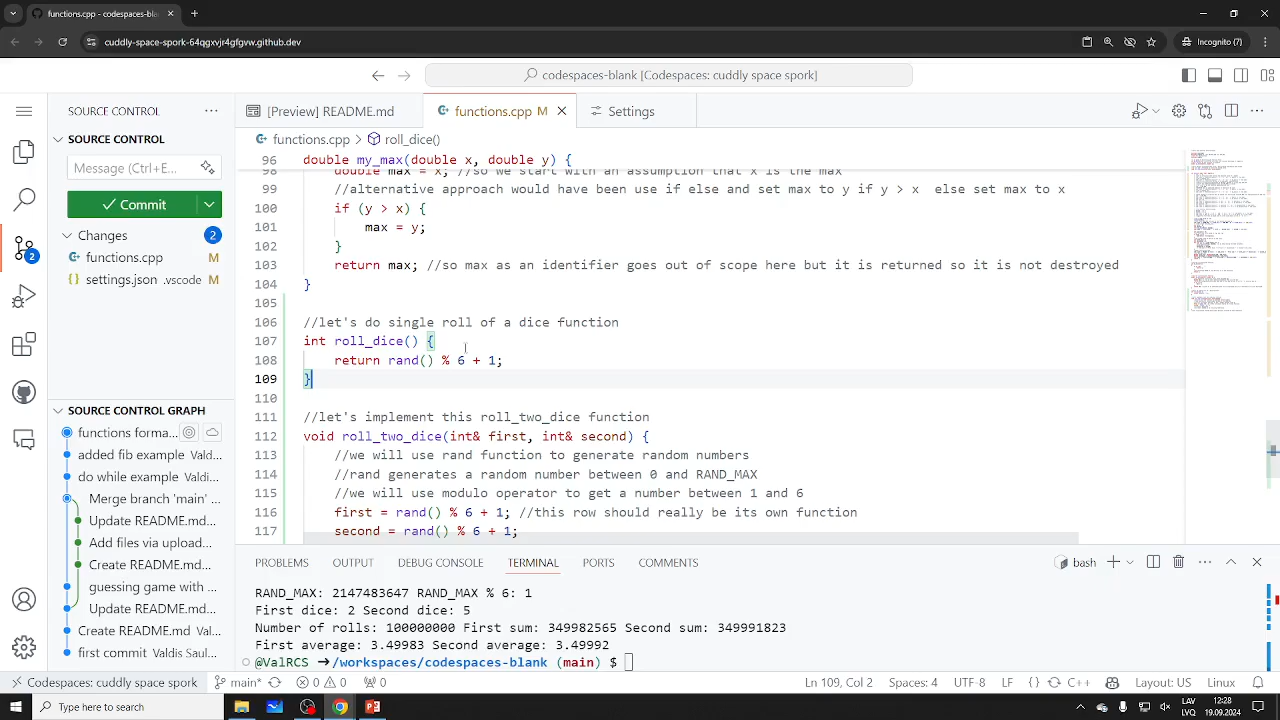 functions.cpp - codespaces-b
cuddly-space-spork-64qgxvjr4gfgvw.github.dev
Incognito (7)
codespaces-blank [Codespaces: cuddly space spork]
SOURCE CONTROL
[Preview] README.md
functions.cpp M
Settings
functions.cpp > roll_dice()
SOURCE CONTROL
Message (Ctrl+E...
Commit
Changes 2
functions.cpp M
settings.json .vscode M
96 double my_max(double x, double y) {
99 //alternative approach would have been use if else and set max to y if y > x else set max to x
100 if (y > x) {
101 max = y;
102 }
103 return max; //so max as an identifier goes out of scope here but it is returned so it is not destroyed
104 }
105
106 //let's do single roll of a dice function
107 int roll_dice() {
108 return rand() % 6 + 1;
109 }
110
111 //let's implement this roll_two_dice function
112 void roll_two_dice(int& first, int& second) {
113 //we will use rand function to generate random numbers
114 //rand generates a random number between 0 and RAND_MAX
115 //we will use modulo operator to get a number between 1 and 6
116 first = rand() % 6 + 1; //this row should really be its own function
117 second = rand() % 6 + 1;
SOURCE CONTROL GRAPH
functions forma...
added fib example Valdi...
do while example Valdi...
Merge branch 'main' ...
Update README.md...
Add files via upload...
Create README.md...
guessing game with ...
Update README.md...
Create README.md Val...
first commit Valdis Saul...
2
PROBLEMS OUTPUT DEBUG CONSOLE TERMINAL PORTS COMMENTS
bash
RAND_MAX: 2147483647 RAND_MAX % 6: 1
First dice: 2 Second dice: 5
Number of rolls: 100000000 First sum: 349982565 Second sum: 349991823
First average: 3.49983 Second average: 3.49992
@ValRCS ➜/workspaces/codespaces-blank (main) $
Codespaces: cuddly space spork main* 0 0 0 Ln 109, Col 2 Spaces: 4 UTF-8 LF {} C++ Layout: US Linux
Type here to search
LAV
12:28
19.09.2024